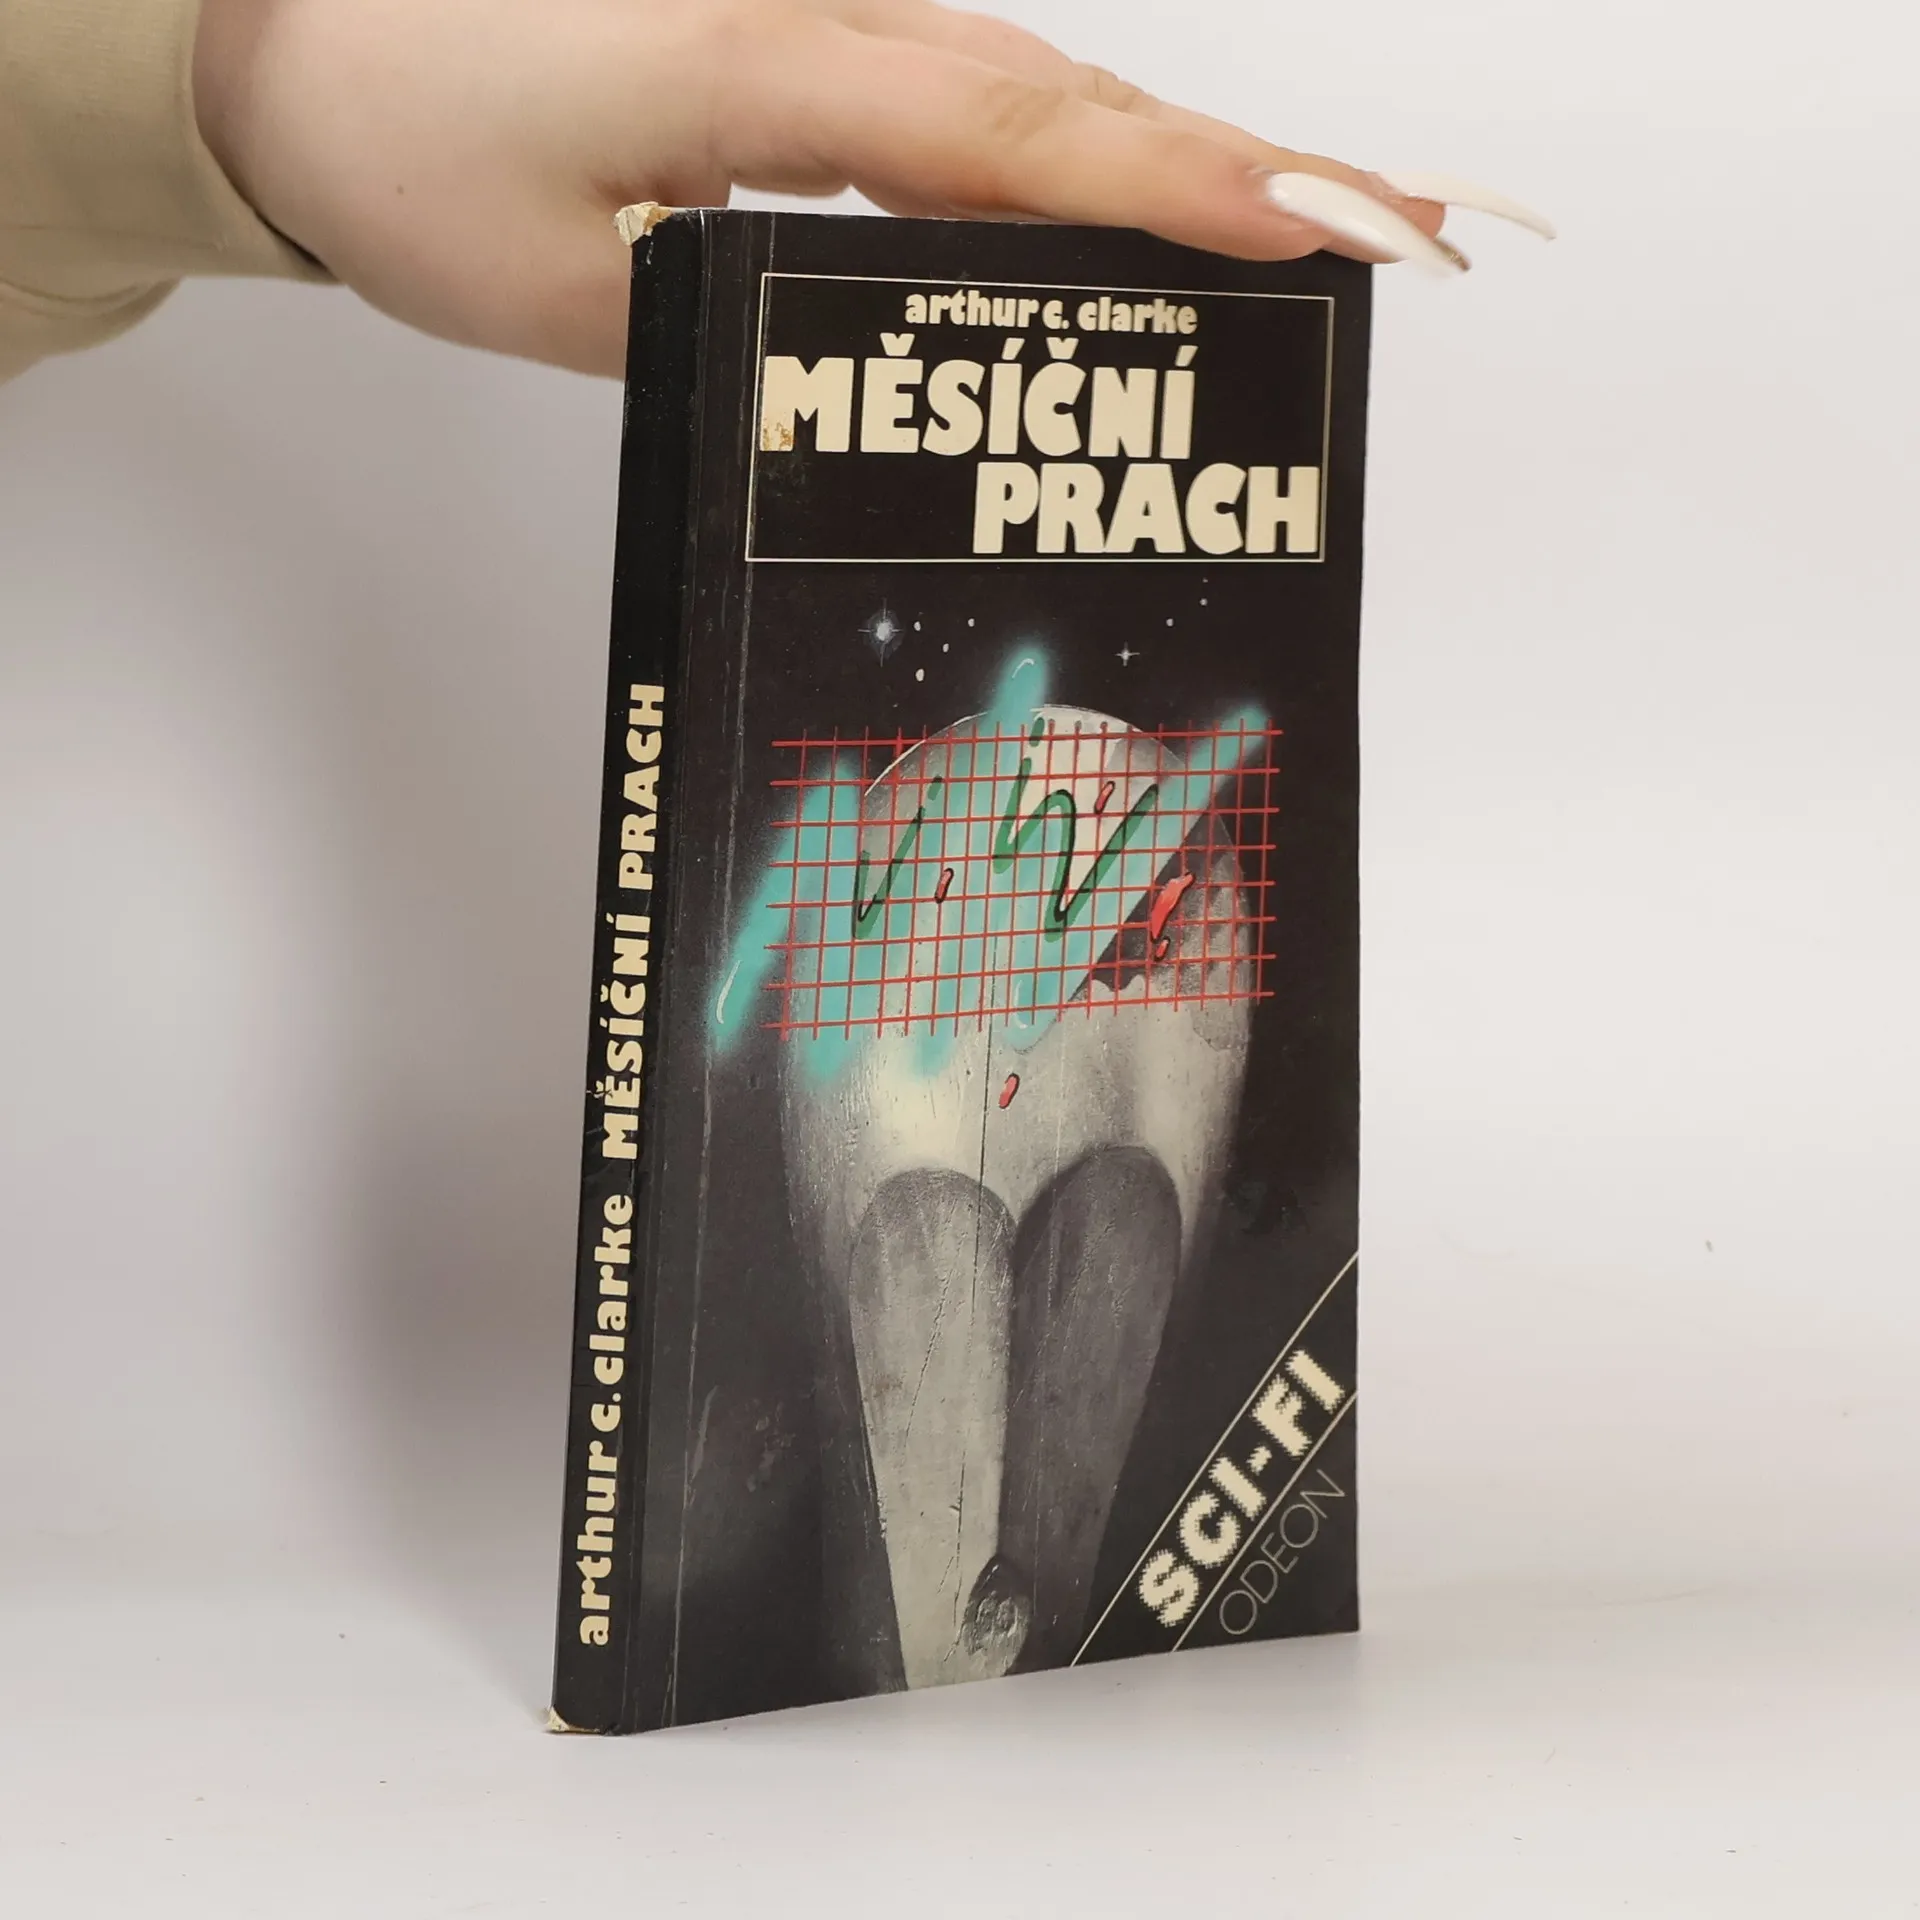 arthur c. clarke
MĚSÍČNÍ
PRACH
arthur c. clarke MĚSÍČNÍ PRACH
SCI-FI
ODEON